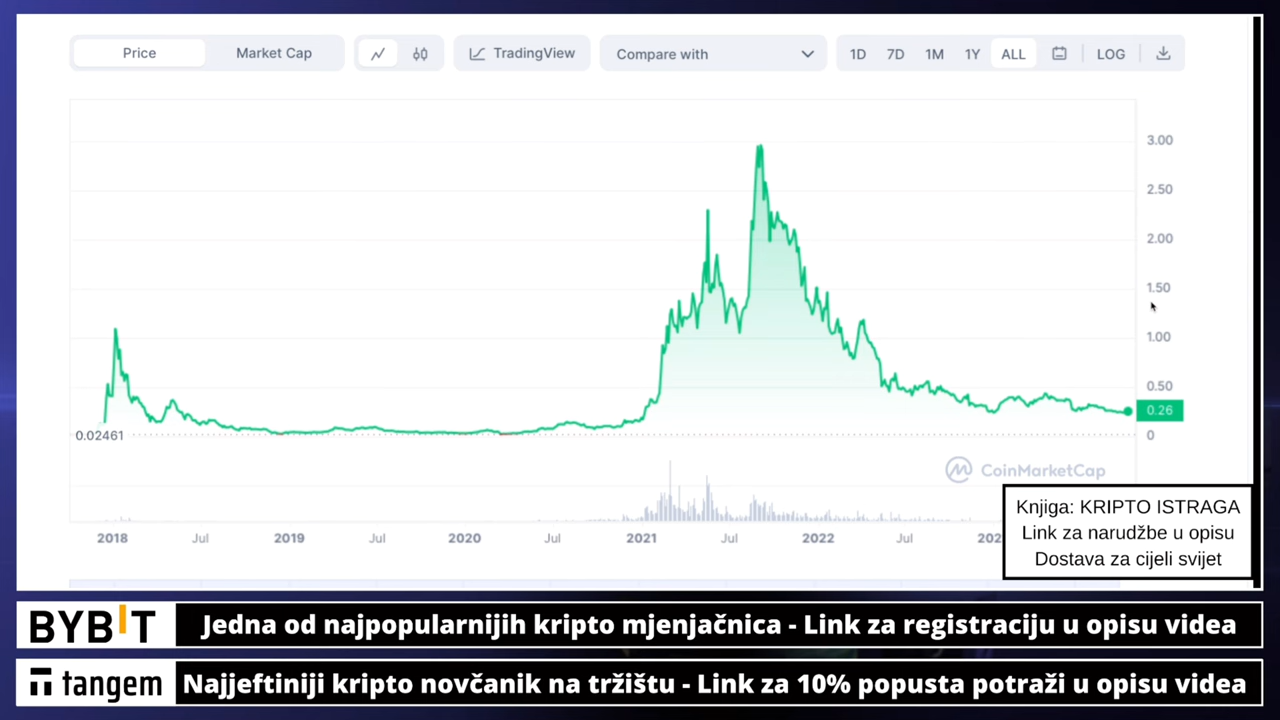 Price Market Cap TradingView Compare with 1D 7D 1M 1Y ALL LOG
3.00
2.50
2.00
1.50
1.00
0.50
0.26
0.02461
0
CoinMarketCap
Knjiga: KRIPTO ISTRAGA
Link za narudžbe u opisu
Dostava za cijeli svijet
2018 Jul 2019 Jul 2020 Jul 2021 Jul 2022 Jul
BYBIT Jedna od najpopularnijih kripto mjenjačnica - Link za registraciju u opisu videa
tangem Najjeftiniji kripto novčanik na tržištu - Link za 10% popusta potraži u opisu videa